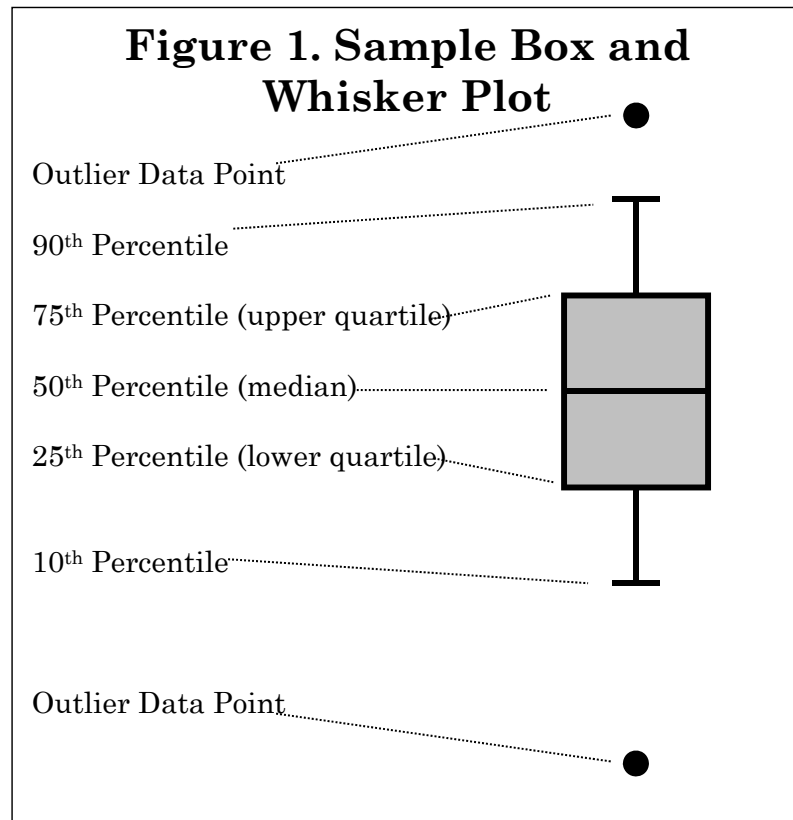 Figure 1. Sample Box and
Whisker Plot
Outlier Data Point
90th Percentile
75th Percentile (upper quartile)
50th Percentile (median)
25th Percentile (lower quartile)
10th Percentile
Outlier Data Point